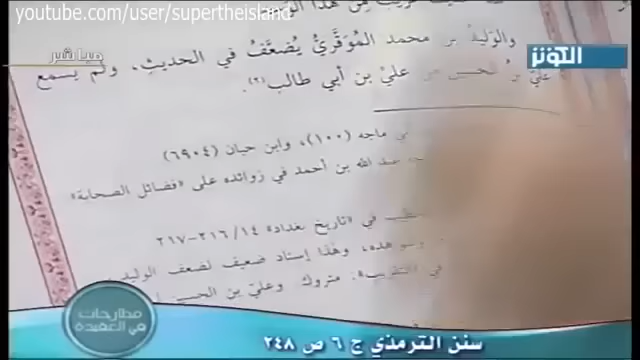 youtube.com/user/supertheisland
مباشر
الكوثر
والوليد بن محمد المُوَقَّرِيُّ يُضَعَّفُ في الحديثِ، ولم يسمع
عليُّ بنُ الحسين من عليِّ بن أبي طالب(٢).
ماجه (١٠٠)، وابن حبان (٦٩٠٤)
عبد الله بن أحمد في زوائده على «فضائل الصحابة»
في «تاريخ بغداد» ١٤/ ٢١٦-٢١٧
وهذا إسناد ضعيف لضعف الوليد
في «التقريب»: متروك. وعلي بن الحسين
مطارحات
في العقيدة
سنن الترمذي ج ٦ ص ٢٤٨